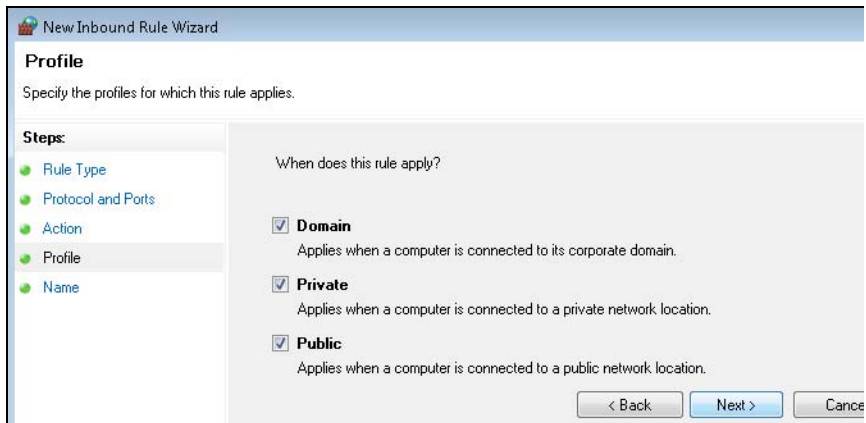 New Inbound Rule Wizard
Profile
Specify the profiles for which this rule applies.
Steps:
Rule Type
Protocol and Ports
Action
Profile
Name
When does this rule apply?
Domain
Applies when a computer is connected to its corporate domain.
Private
Applies when a computer is connected to a private network location.
Public
Applies when a computer is connected to a public network location.
< Back
Next >
Cance